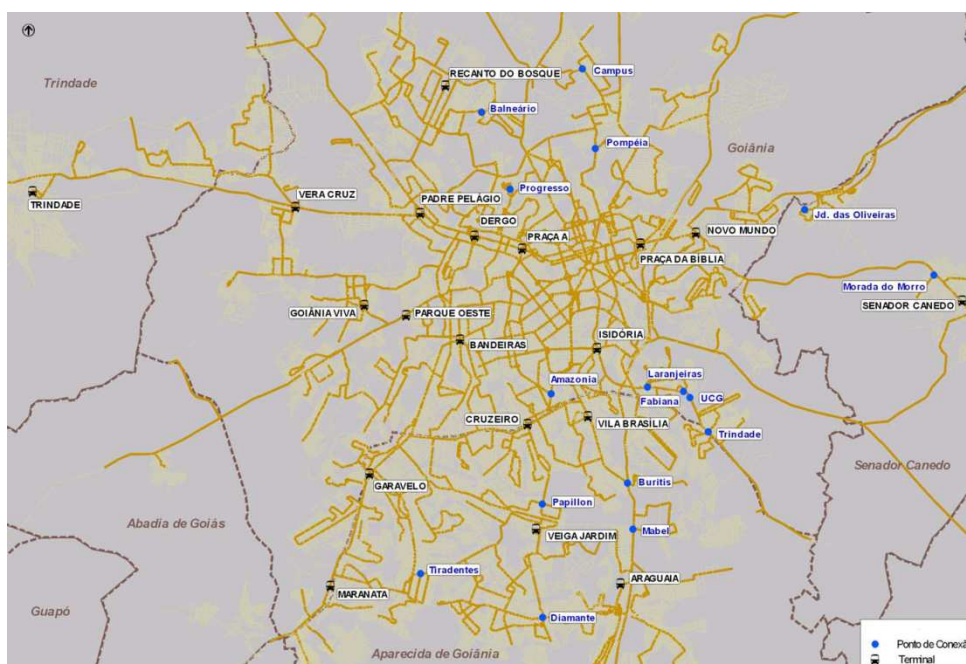 Trindade
RECANTO DO BOSQUE
Campus
Balneário
Pompéia
Goiânia
TRINDADE
VERA CRUZ
PADRE PELÁGIO
Progresso
Jd. das Oliveiras
DERGO
PRAÇA A
NOVO MUNDO
PRAÇA DA BÍBLIA
Morada do Morro
SENADOR CANEDO
GOIÂNIA VIVA
PARQUE OESTE
BANDEIRAS
ISIDÓRIA
Laranjeiras
Amazonia
Fabiana
UCG
CRUZEIRO
VILA BRASÍLIA
Trindade
Senador Canedo
GARAVELO
Buritis
Papillon
Abadia de Goiás
VEIGA JARDIM
Mabel
Tiradentes
MARANATA
ARAGUAIA
Guapó
Diamante
Aparecida de Goiânia
Ponto de Conexã
Terminal